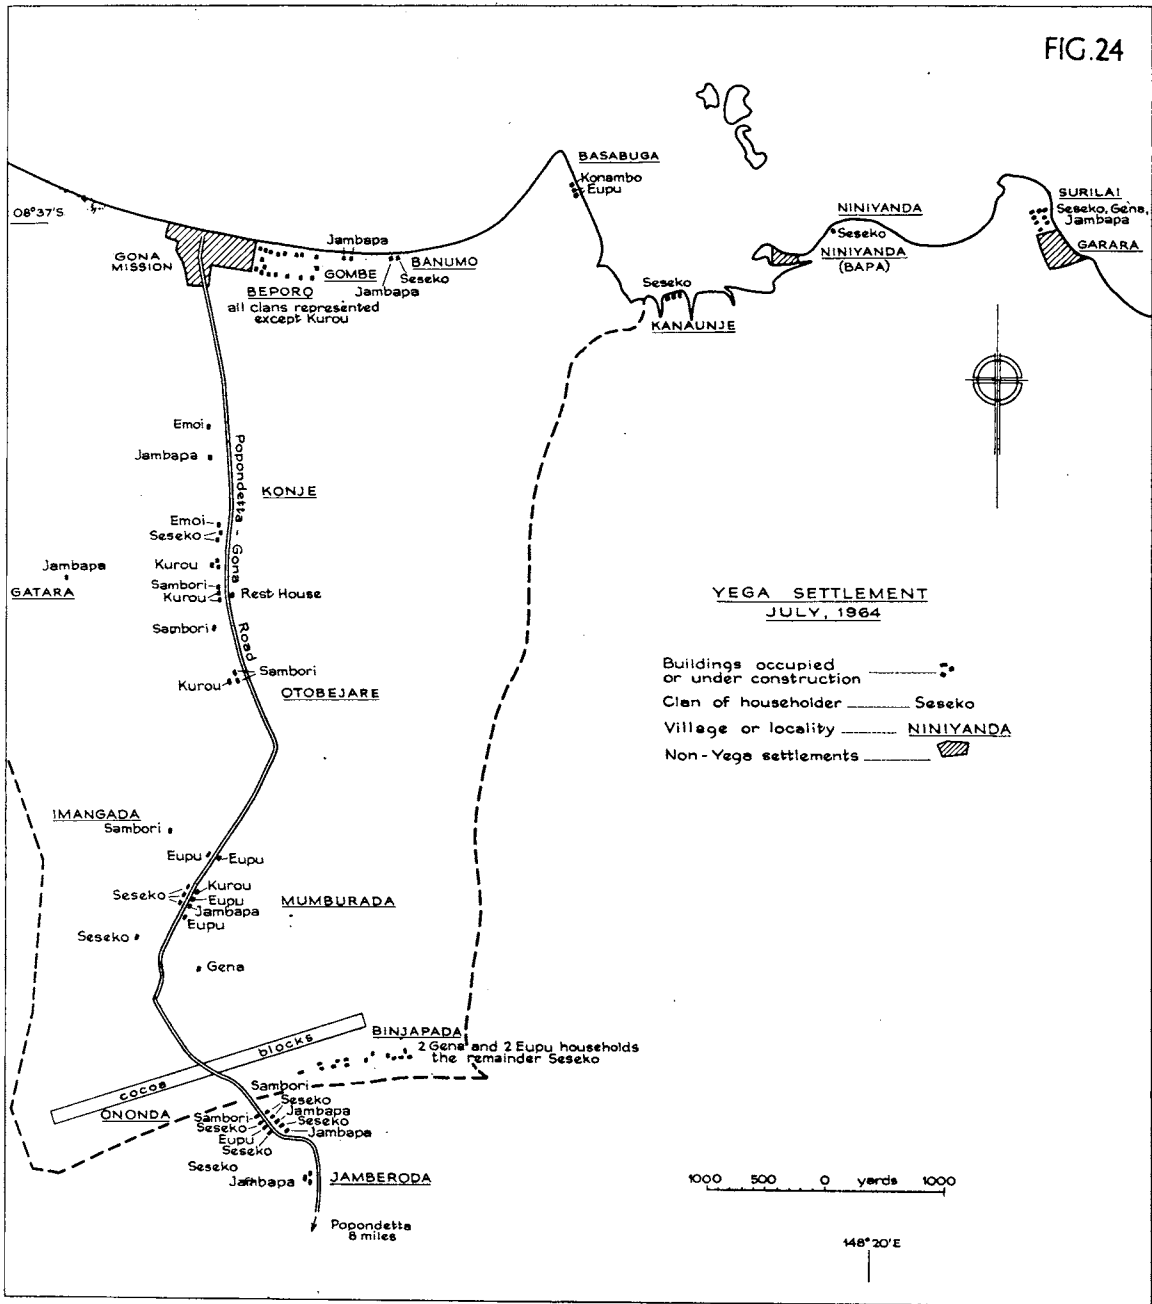 FIG.24
BASABUGA
Konambo
Eupu
08°37'S
GONA
MISSION
Jambapa
GOMBE
BANUMO
Seseko
Jambapa
BEPORO
all clans represented
except Kurou
Seseko
KANAUNJE
NINIYANDA
Seseko
NINIYANDA
(BAPA)
SURILAI
Seseko, Gena,
Jambapa
GARARA
Emoi
Jambapa
Popondetta - Gona Road
KONJE
Emoi
Seseko
Jambapa
GATARA
Kurou
Sambori
Kurou
Rest House
Sambori
Sambori
Kurou
OTOBEJARE
YEGA SETTLEMENT
JULY, 1964
Buildings occupied
or under construction
Clan of householder Seseko
Village or locality NINIYANDA
Non-Yega settlements
IMANGADA
Sambori
Eupu
Eupu
Seseko
Kurou
Eupu
Jambapa
Eupu
MUMBURADA
Seseko
Gena
cocoa blocks
BINJAPADA
2 Gena and 2 Eupu households
the remainder Seseko
ONONDA
Sambori
Seseko
Sambori
Jambapa
Seseko
Seseko
Eupu
Jambapa
Seseko
Seseko
Jambapa
JAMBERODA
Popondetta
8 miles
1000 500 0 yards 1000
148°20'E